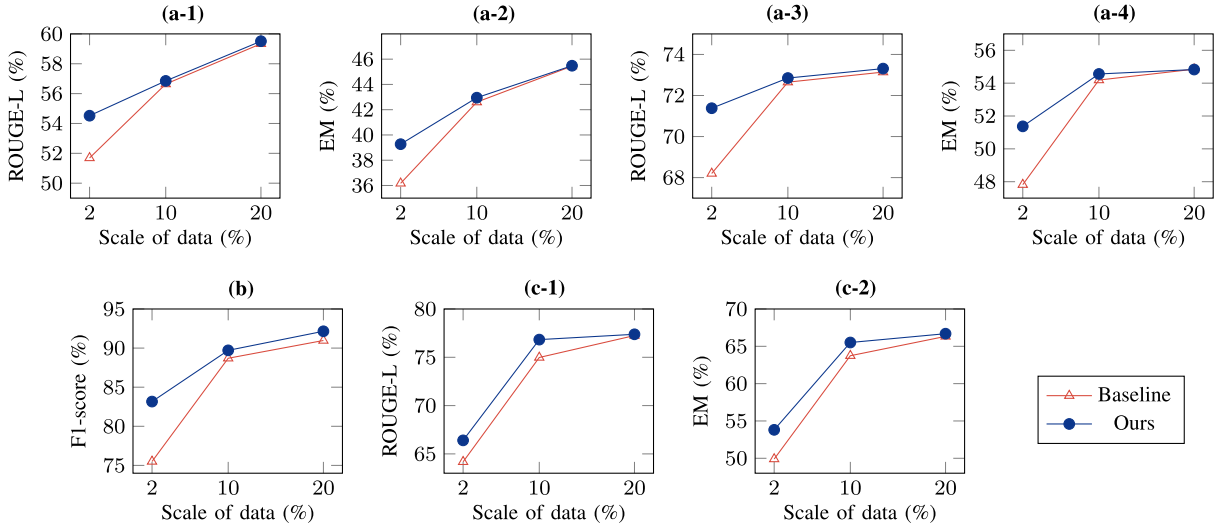 (a-1)
ROUGE-L (%)
60
58
56
54
52
50
2
10
20
Scale of data (%)
(a-2)
EM (%)
46
44
42
40
38
36
2
10
20
Scale of data (%)
(a-3)
ROUGE-L (%)
74
72
70
68
2
10
20
Scale of data (%)
(a-4)
EM (%)
56
54
52
50
48
2
10
20
Scale of data (%)
(b)
F1-score (%)
95
90
85
80
75
2
10
20
Scale of data (%)
(c-1)
ROUGE-L (%)
80
75
70
65
2
10
20
Scale of data (%)
(c-2)
EM (%)
70
65
60
55
50
2
10
20
Scale of data (%)
Baseline
Ours